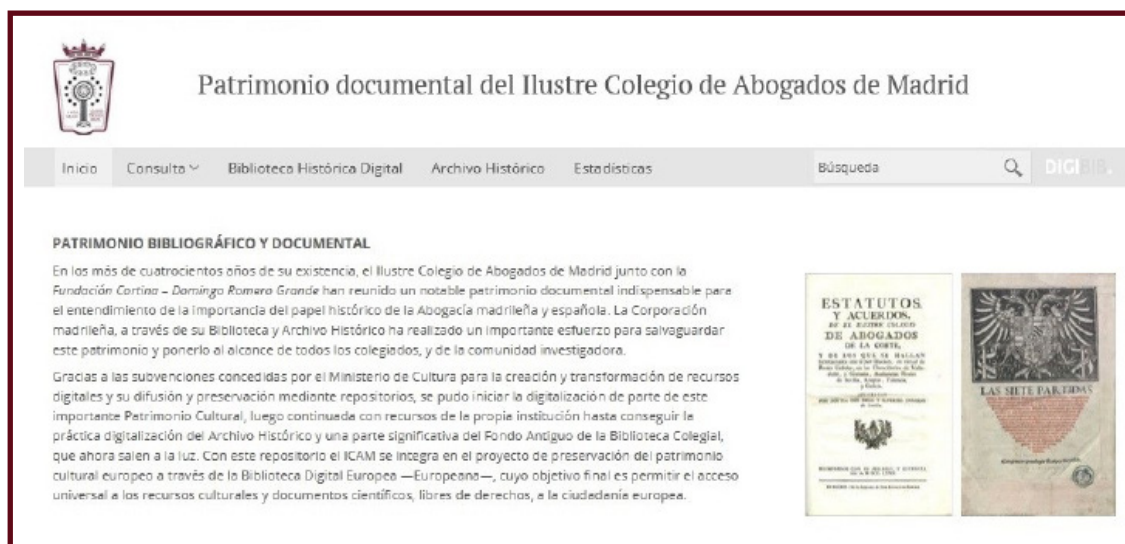 Patrimonio documental del Ilustre Colegio de Abogados de Madrid
Inicio Consulta Biblioteca Histórica Digital Archivo Histórico Estadísticas Búsqueda DIGIBIB.
PATRIMONIO BIBLIOGRÁFICO Y DOCUMENTAL
En los más de cuatrocientos años de su existencia, el Ilustre Colegio de Abogados de Madrid junto con la
Fundación Cortina – Domingo Romero Grande han reunido un notable patrimonio documental indispensable para
el entendimiento de la importancia del papel histórico de la Abogacía madrileña y española. La Corporación
madrileña, a través de su Biblioteca y Archivo Histórico ha realizado un importante esfuerzo para salvaguardar
este patrimonio y ponerlo al alcance de todos los colegiados, y de la comunidad investigadora.
Gracias a las subvenciones concedidas por el Ministerio de Cultura para la creación y transformación de recursos
digitales y su difusión y preservación mediante repositorios, se pudo iniciar la digitalización de parte de este
importante Patrimonio Cultural, luego continuada con recursos de la propia institución hasta conseguir la
práctica digitalización del Archivo Histórico y una parte significativa del Fondo Antiguo de la Biblioteca Colegial,
que ahora salen a la luz. Con este repositorio el ICAM se integra en el proyecto de preservación del patrimonio
cultural europeo a través de la Biblioteca Digital Europea —Europeana—, cuyo objetivo final es permitir el acceso
universal a los recursos culturales y documentos científicos, libres de derechos, a la ciudadanía europea.
ESTATUTOS,
Y ACUERDOS,
DE EL ILUSTRE COLEGIO
DE ABOGADOS
DE LA CORTE,
Y DE LOS QUE SE HALLAN
LAS SIETE PARTIDAS